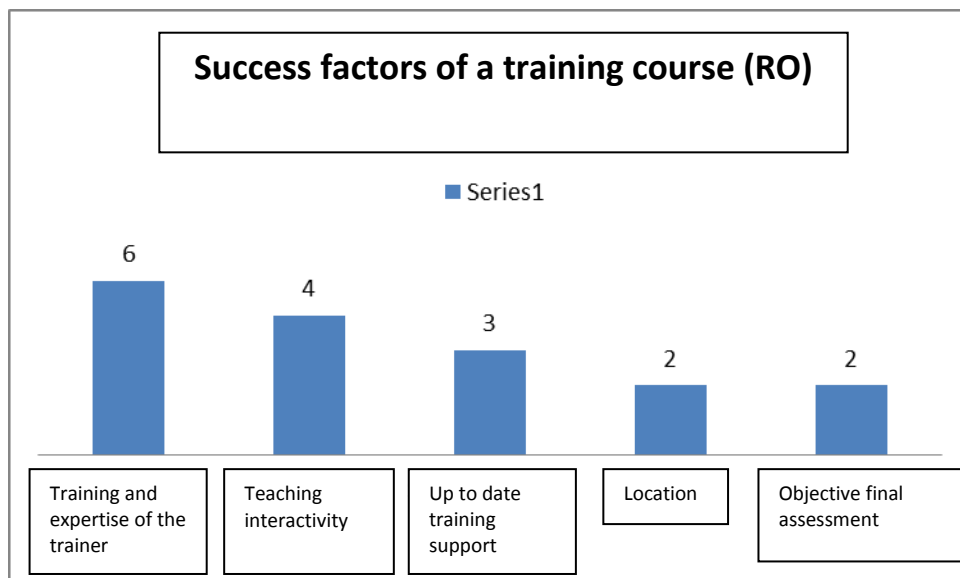 Success factors of a training course (RO)
Series1
6
4
3
2
2
Training and
expertise of the
trainer
Teaching
interactivity
Up to date
training
support
Location
Objective final
assessment